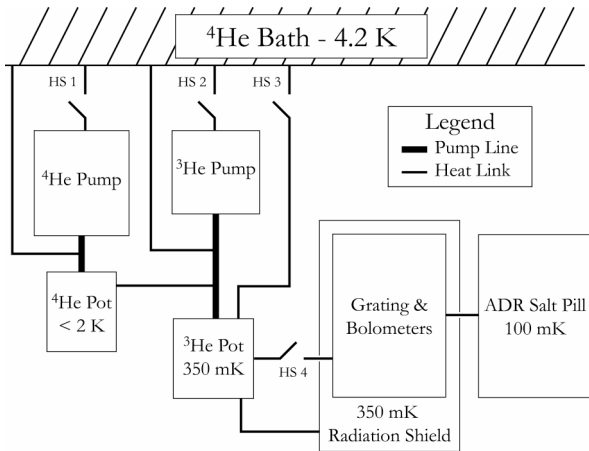 ⁴He Bath - 4.2 K
HS 1
HS 2
HS 3
Legend
Pump Line
Heat Link
⁴He Pump
³He Pump
⁴He Pot
< 2 K
³He Pot
350 mK
HS 4
Grating &
Bolometers
ADR Salt Pill
100 mK
350 mK
Radiation Shield